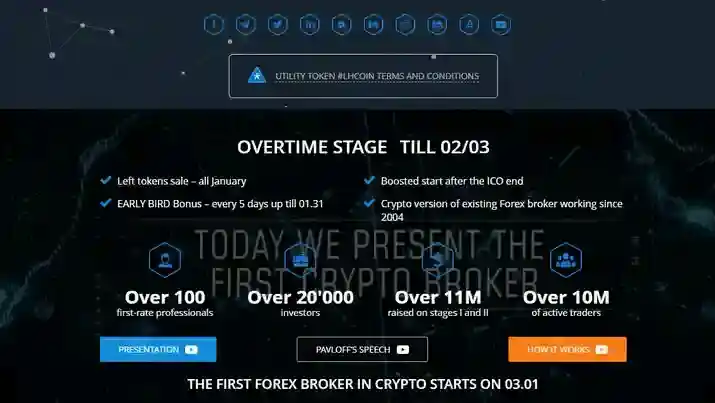 UTILITY TOKEN #LHCOIN TERMS AND CONDITIONS
OVERTIME STAGE TILL 02/03
Left tokens sale – all January
Boosted start after the ICO end
EARLY BIRD Bonus – every 5 days up till 01.31
Crypto version of existing Forex broker working since
2004
TODAY WE PRESENT THE
FIRST CRYPTO BROKER
Over 100
first-rate professionals
Over 20'000
investors
Over 11M
raised on stages I and II
Over 10M
of active traders
PRESENTATION
PAVLOFF'S SPEECH
HOW IT WORKS
THE FIRST FOREX BROKER IN CRYPTO STARTS ON 03.01